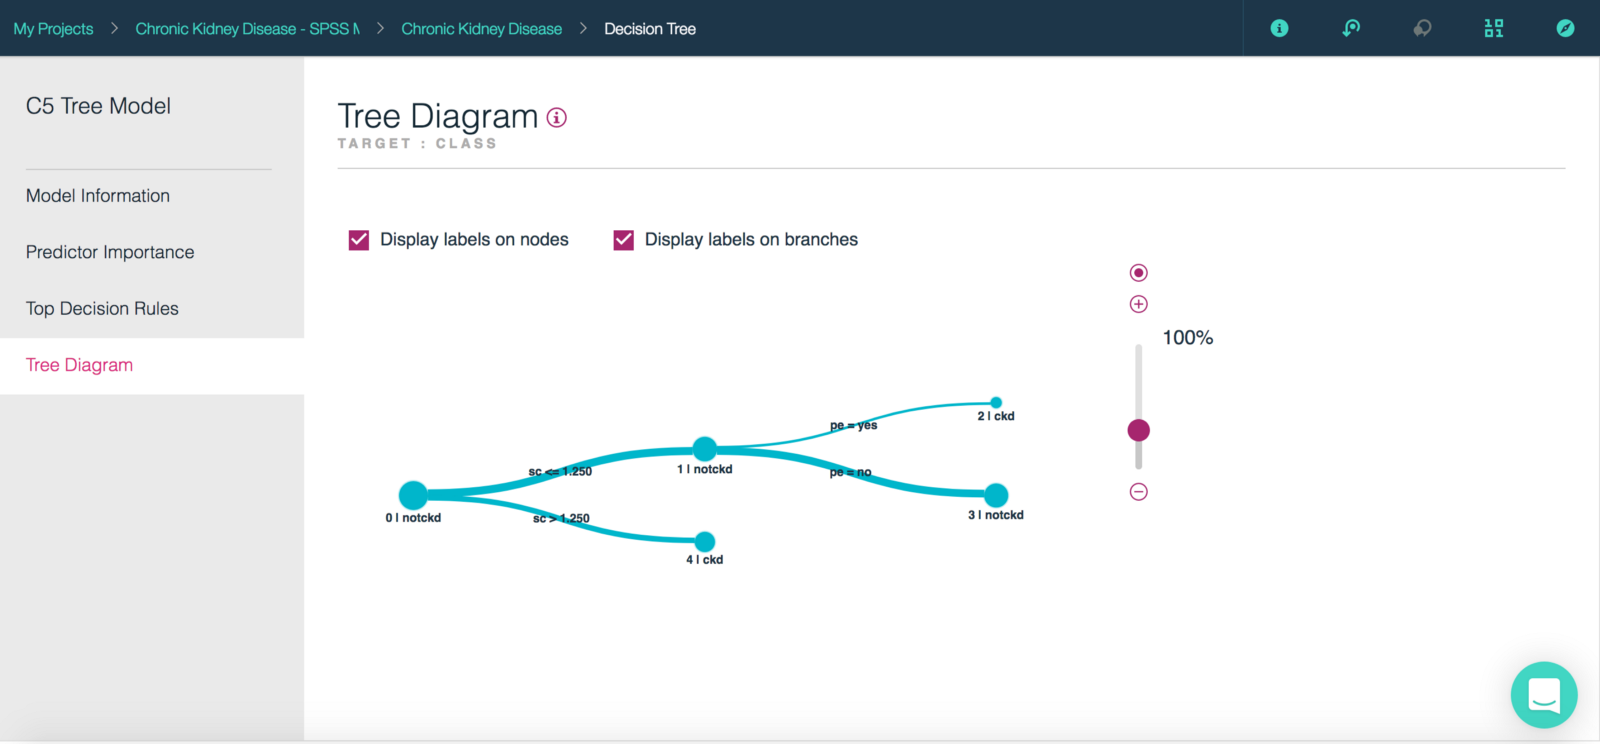 My Projects > Chronic Kidney Disease - SPSS M > Chronic Kidney Disease > Decision Tree
C5 Tree Model
Model Information
Predictor Importance
Top Decision Rules
Tree Diagram
Tree Diagram
TARGET : CLASS
Display labels on nodes
Display labels on branches
100%
2 | ckd
pe = yes
sc <= 1.250
1 | notckd
pe = no
0 | notckd
sc > 1.250
3 | notckd
4 | ckd